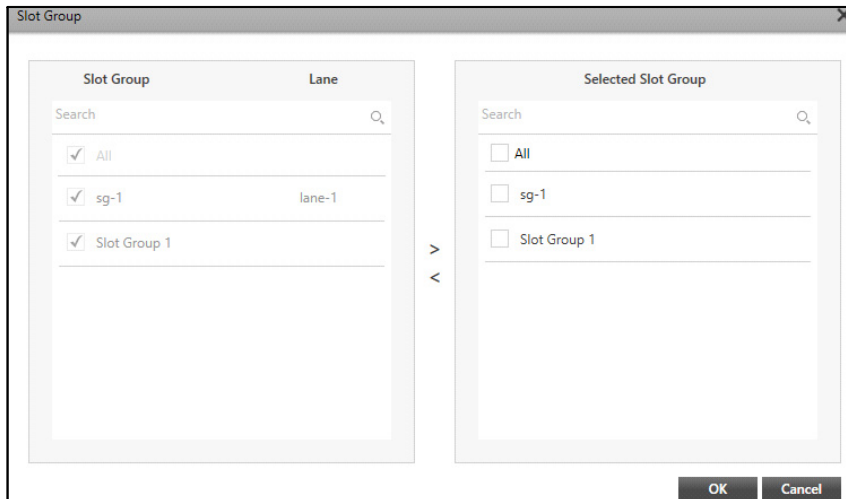 Slot Group
Slot Group Lane
Search
All
sg-1 lane-1
Slot Group 1
>
<
Selected Slot Group
Search
All
sg-1
Slot Group 1
OK Cancel